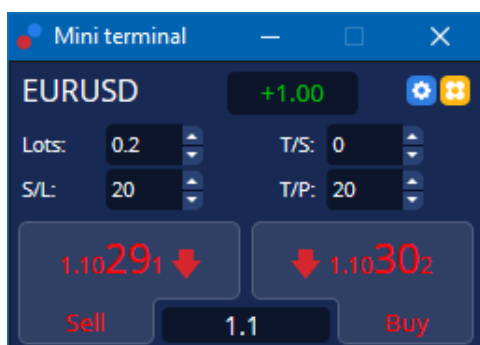 Mini terminal
EURUSD +1.00
Lots: 0.2 T/S: 0
S/L: 20 T/P: 20
1.10291 1.10302
Sell 1.1 Buy